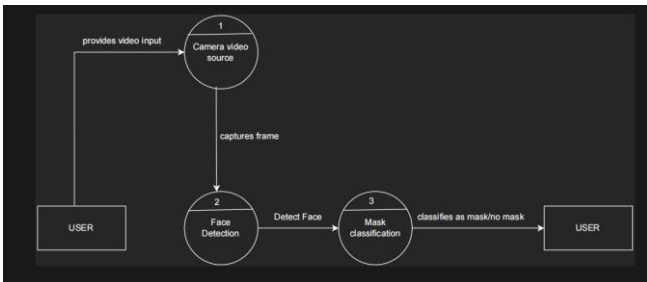 1
provides video input
Camera video
source
captures frame
2
3
USER
Face
Detection
Detect Face
Mask
classification
classifies as mask/no mask
USER